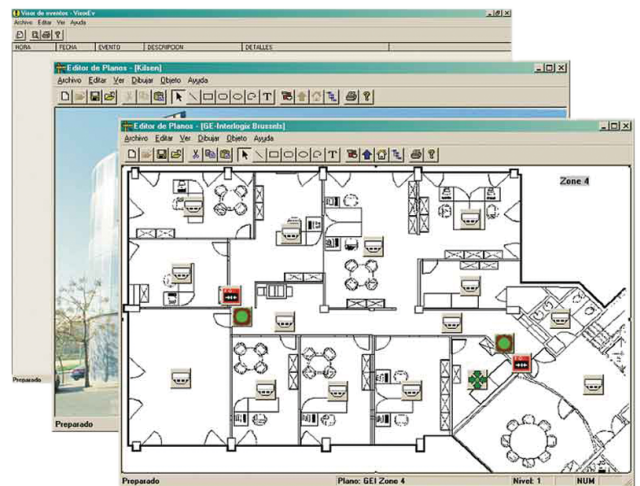 Visor de eventos - VisorEv
Archivo Editar Ver Ayuda
HORA FECHA EVENTO DESCRIPCION DETALLES
Editor de Planos - [Kilsen]
Archivo Editar Ver Dibujar Objeto Ayuda
T
Editor de Planos - [GE-Interlogix Brussels]
Archivo Editar Ver Dibujar Objeto Ayuda
T
Zone 4
Preparado
Preparado
Preparado Plano: GEI Zone 4 Nivel: 1 NUM